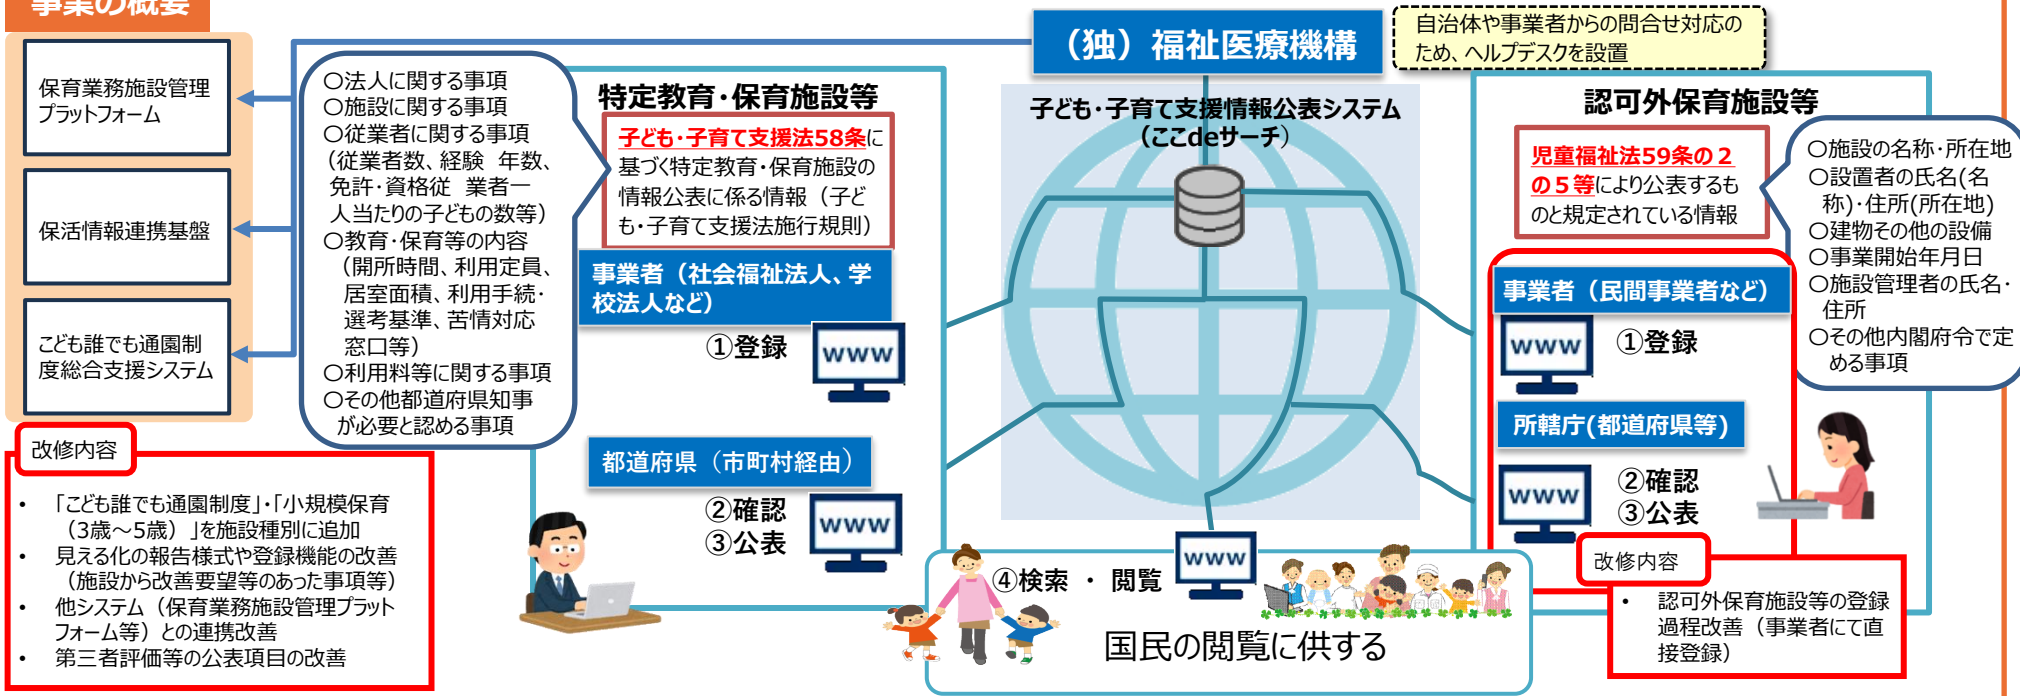 事業の概要
保育業務施設管理
プラットフォーム
保活情報連携基盤
こども誰でも通園制
度総合支援システム
〇法人に関する事項
〇施設に関する事項
〇従業者に関する事項
（従業者数、経験 年数、
免許・資格従 業者一
人当たりの子どもの数等）
〇教育・保育等の内容
（開所時間、利用定員、
居室面積、利用手続・
選考基準、苦情対応
窓口等）
〇利用料等に関する事項
〇その他都道府県知事
が必要と認める事項
特定教育・保育施設等
子ども・子育て支援法58条に
基づく特定教育・保育施設の
情報公表に係る情報（子ど
も・子育て支援法施行規則）
事業者（社会福祉法人、学
校法人など）
①登録
www
都道府県（市町村経由）
②確認
③公表
www
（独）福祉医療機構
自治体や事業者からの問合せ対応の
ため、ヘルプデスクを設置
子ども・子育て支援情報公表システム
（ここdeサーチ）
認可外保育施設等
児童福祉法59条の２
の５等により公表するも
のと規定されている情報
〇施設の名称・所在地
〇設置者の氏名(名
称)・住所(所在地)
〇建物その他の設備
〇事業開始年月日
〇施設管理者の氏名・
住所
〇その他内閣府令で定
める事項
事業者（民間事業者など）
www
①登録
所轄庁(都道府県等)
www
②確認
③公表
④検索 ・ 閲覧
www
国民の閲覧に供する
改修内容
• 「こども誰でも通園制度」・「小規模保育
（3歳～5歳）」を施設種別に追加
• 見える化の報告様式や登録機能の改善
（施設から改善要望等のあった事項等）
• 他システム（保育業務施設管理プラット
フォーム等）との連携改善
• 第三者評価等の公表項目の改善
改修内容
• 認可外保育施設等の登録
過程改善（事業者にて直
接登録）